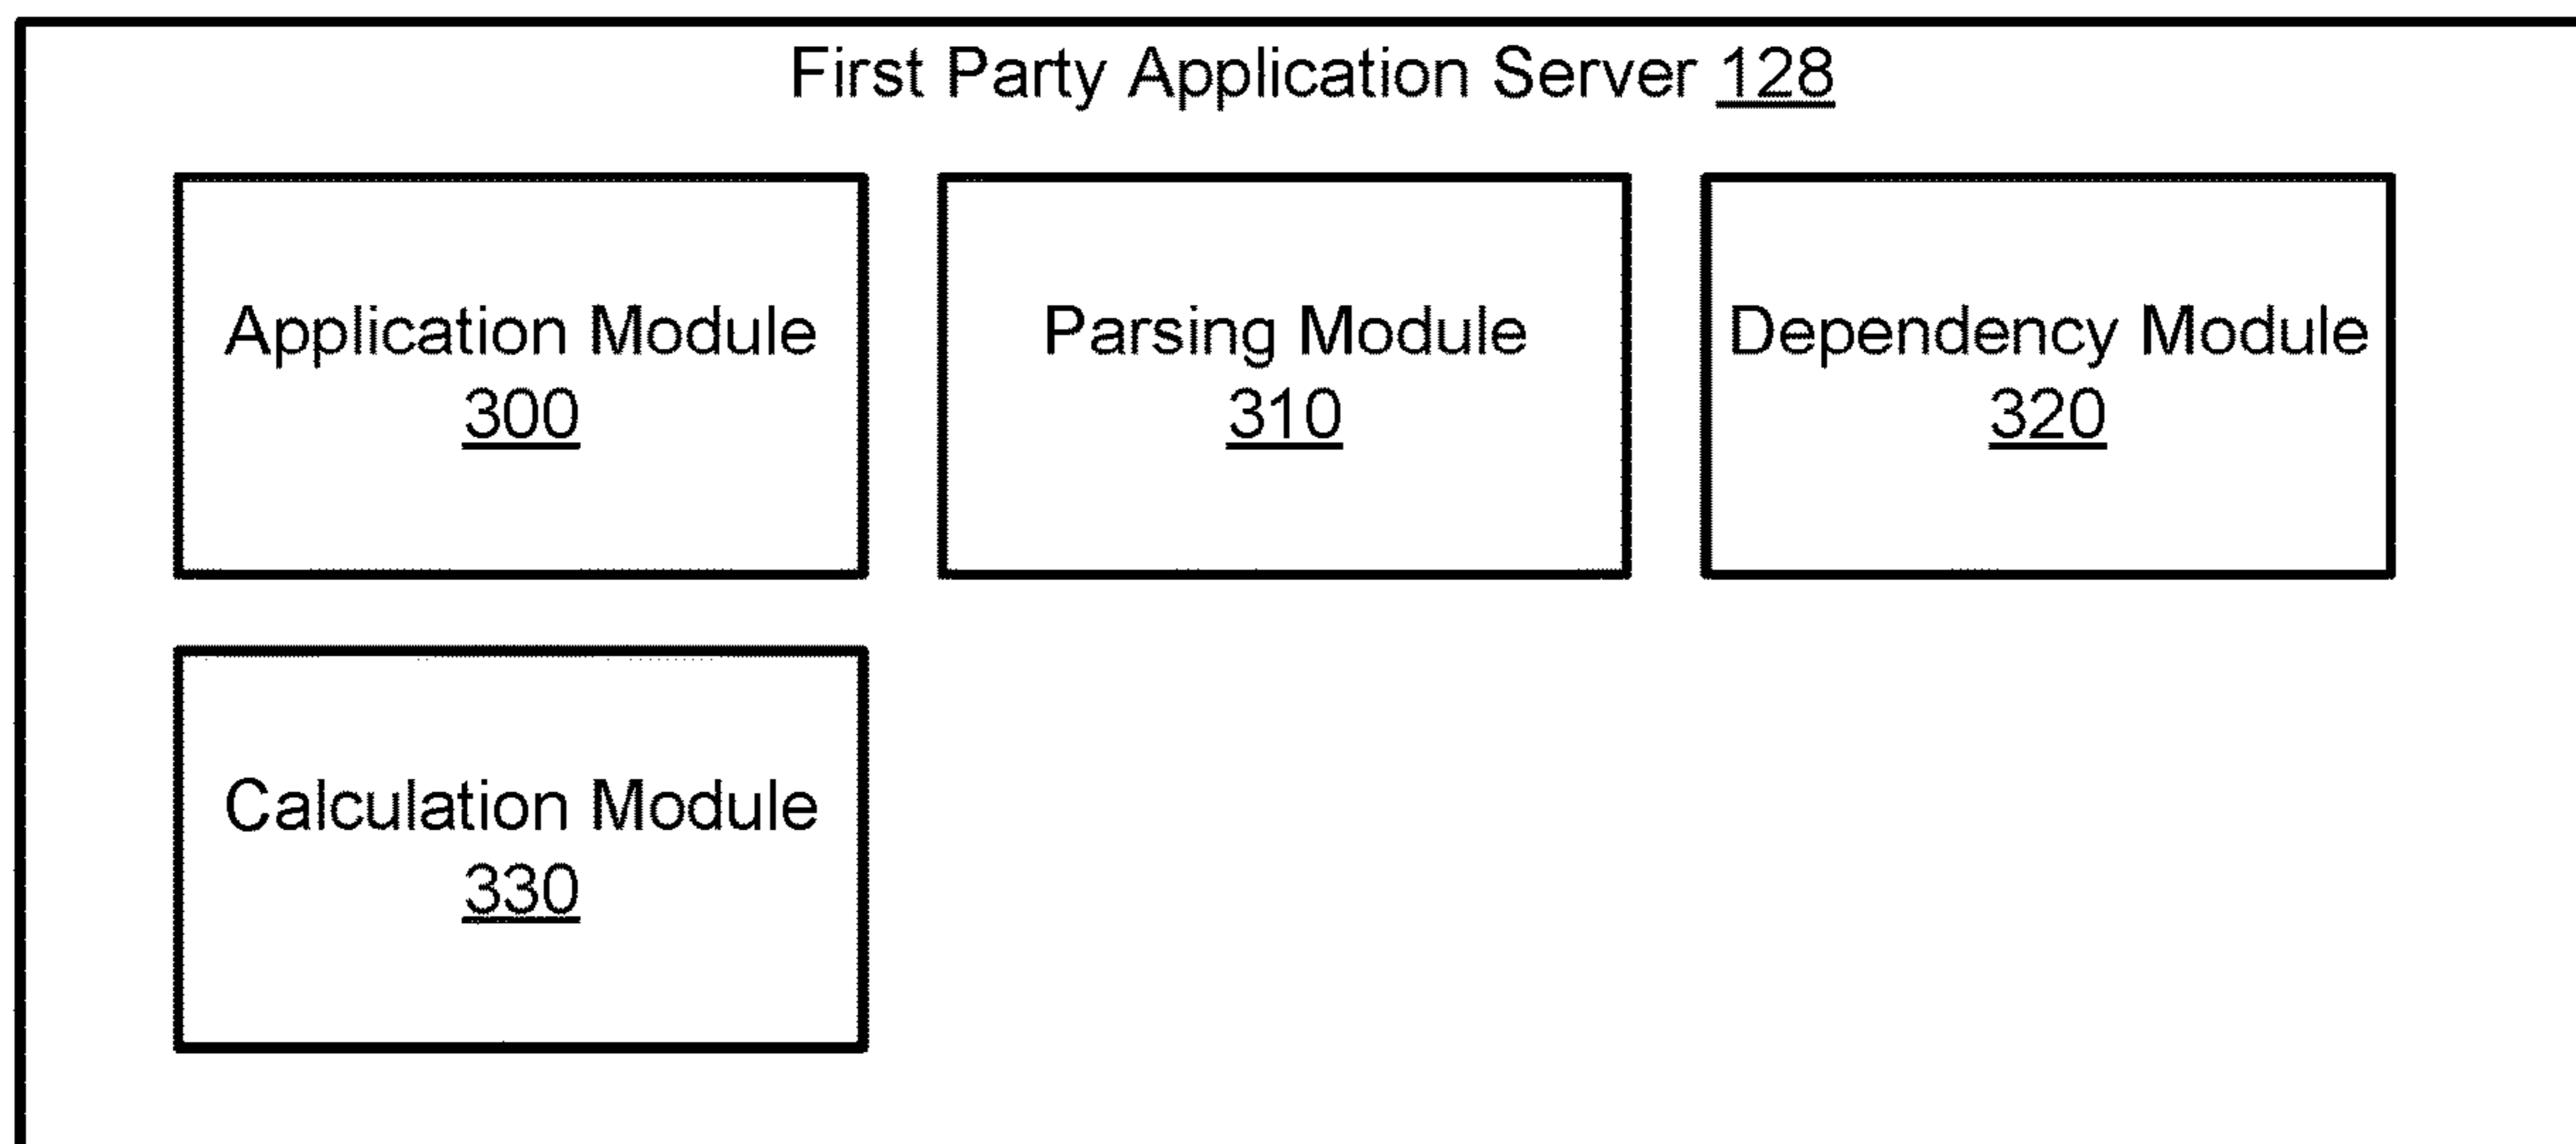 First Party Application Server 128
Application Module
300
Parsing Module
310
Dependency Module
320
Calculation Module
330